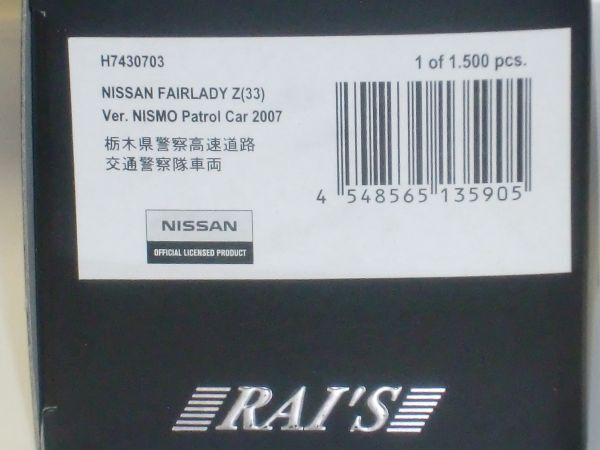 H7430703
1 of 1.500 pcs.
NISSAN FAIRLADY Z(33)
Ver. NISMO Patrol Car 2007
栃木県警察高速道路
交通警察隊車両
4 548565 135905
NISSAN
OFFICIAL LICENSED PRODUCT
RAI'S